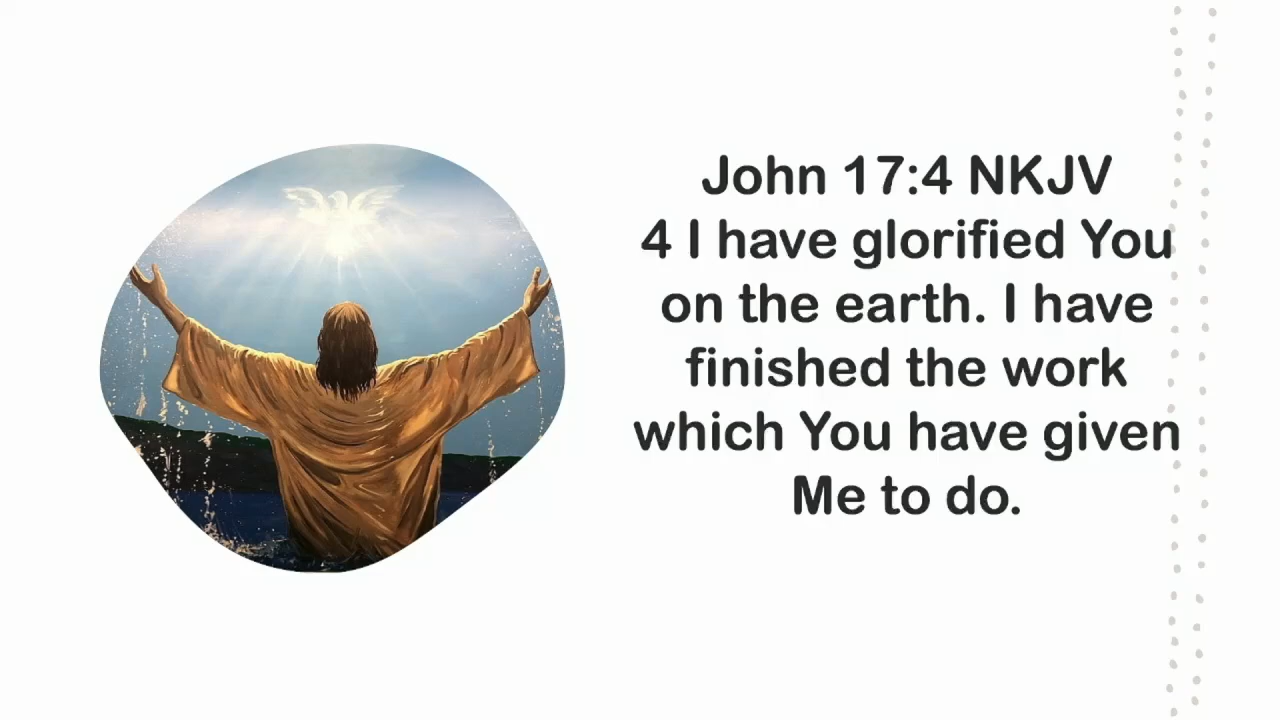 John 17:4 NKJV
4 I have glorified You
on the earth. I have
finished the work
which You have given
Me to do.